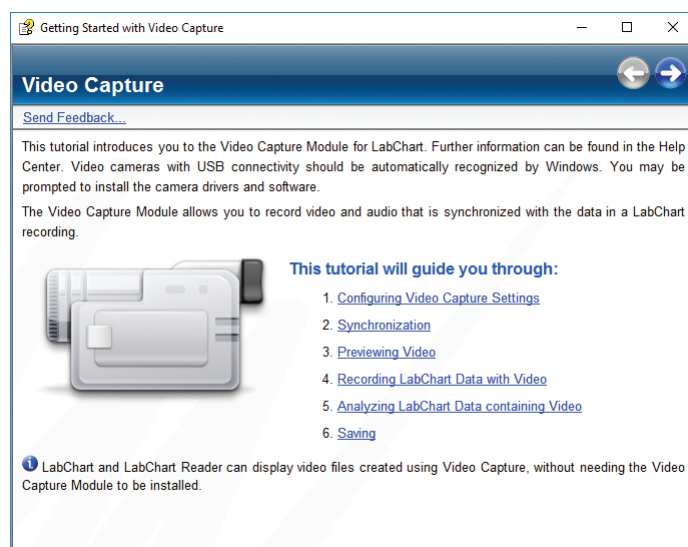 Getting Started with Video Capture
Video Capture
Send Feedback...
This tutorial introduces you to the Video Capture Module for LabChart. Further information can be found in the Help
Center. Video cameras with USB connectivity should be automatically recognized by Windows. You may be
prompted to install the camera drivers and software.
The Video Capture Module allows you to record video and audio that is synchronized with the data in a LabChart
recording.
This tutorial will guide you through:
1. Configuring Video Capture Settings
2. Synchronization
3. Previewing Video
4. Recording LabChart Data with Video
5. Analyzing LabChart Data containing Video
6. Saving
LabChart and LabChart Reader can display video files created using Video Capture, without needing the Video
Capture Module to be installed.